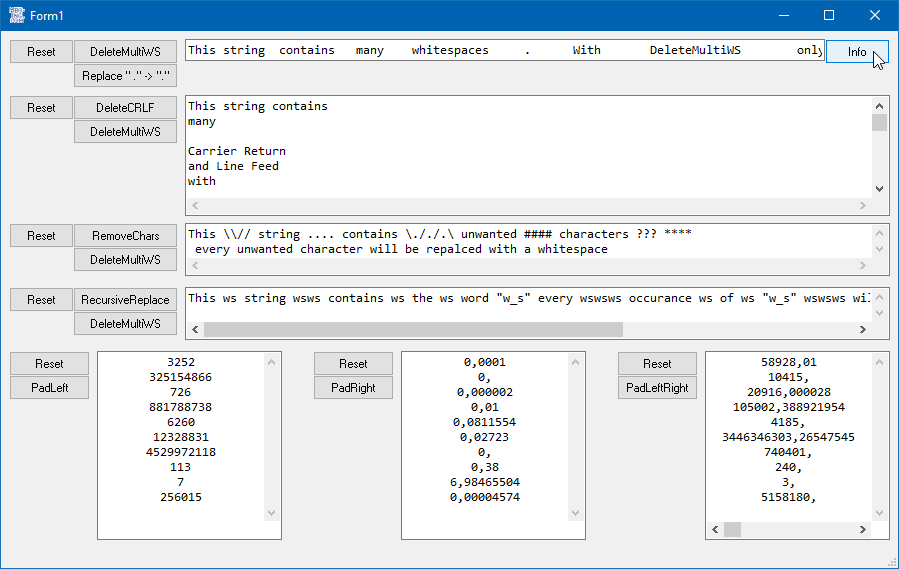 Form1
Reset DeleteMultiWS This string  contains   many    whitespaces     .      With       DeleteMultiWS        only Info
Replace " ." -> "."
Reset DeleteCRLF This string contains
many
DeleteMultiWS
Carrier Return
and Line Feed
with
Reset RemoveChars This \\// string .... contains \././.\ unwanted #### characters ??? ****
DeleteMultiWS every unwanted character will be repalced with a whitespace
Reset RecursiveReplace This ws string wsws contains ws the ws word "w_s" every wswsws occurance ws of ws "w_s" wswsws wil
DeleteMultiWS
Reset
PadLeft
3252
325154866
726
881788738
6260
12328831
4529972118
113
7
256015
Reset
PadRight
0,0001
0,
0,000002
0,01
0,0811554
0,02723
0,
0,38
6,98465504
0,00004574
Reset
PadLeftRight
58928,01
10415,
20916,000028
105002,388921954
4185,
3446346303,26547545
740401,
240,
3,
5158180,